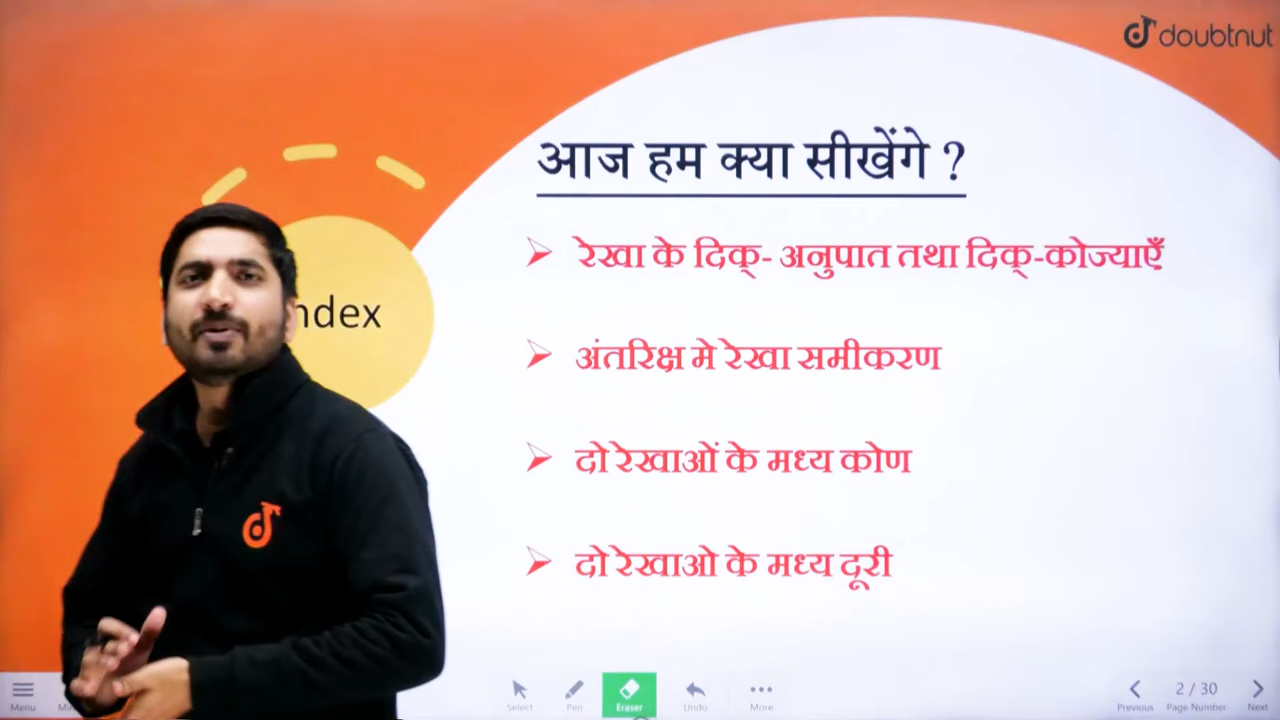 doubtnut
आज हम क्या सीखेंगे ?
रेखा के दिक्- अनुपात तथा दिक्-कोज्याएँ
ndex
अंतरिक्ष मे रेखा समीकरण
दो रेखाओं के मध्य कोण
दो रेखाओ के मध्य दूरी
Menu
Select
Pen
Eraser
Undo
More
Previous
2 / 30
Page Number
Next